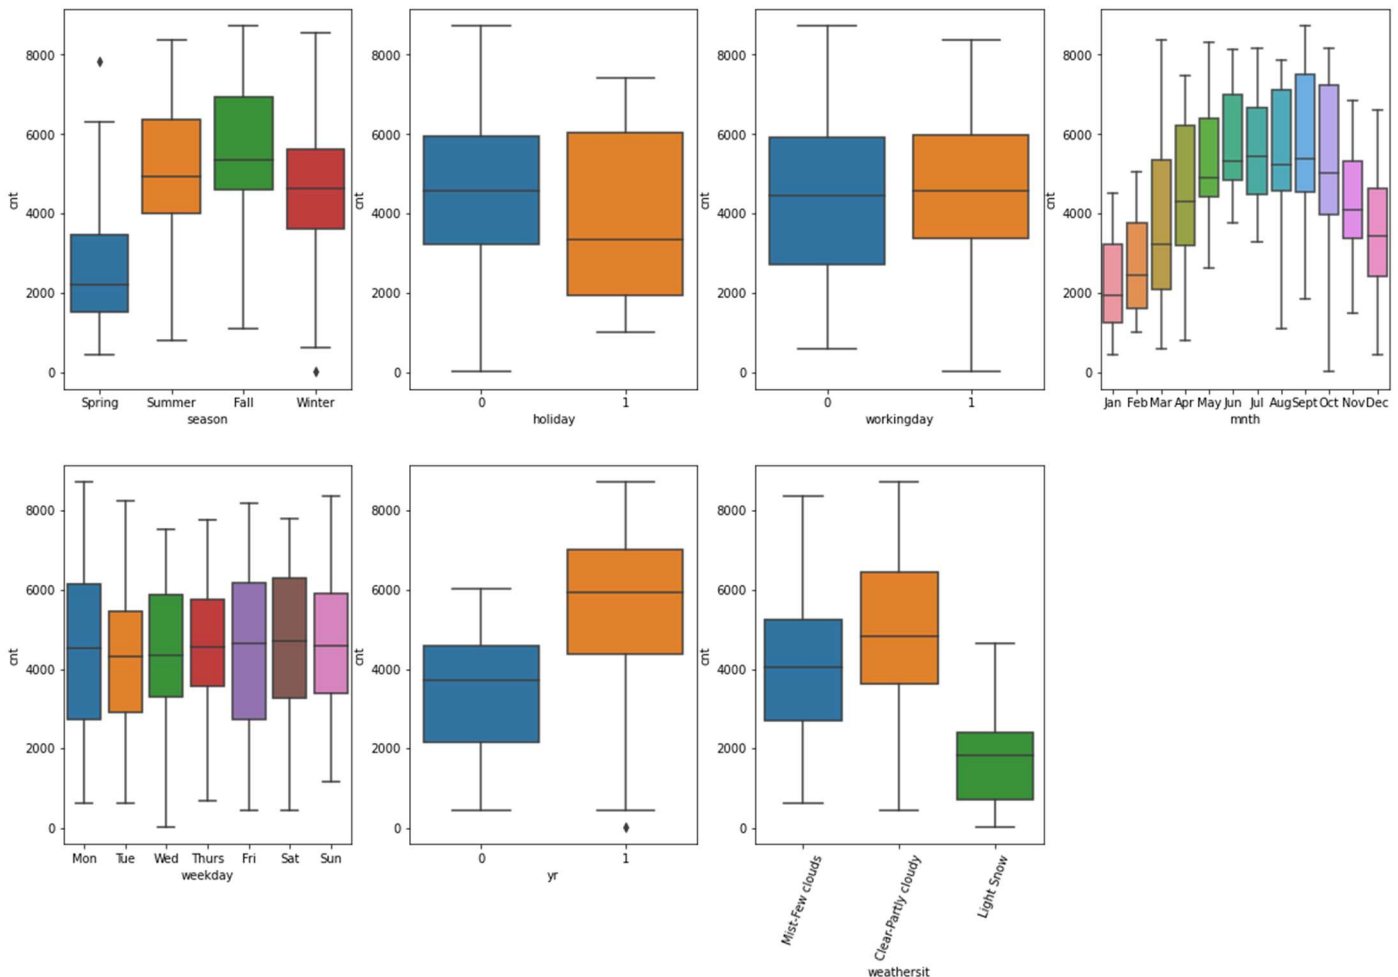 8000
6000
4000
2000
0
cnt
Spring Summer Fall Winter
season
8000
6000
4000
2000
0
cnt
0 1
holiday
8000
6000
4000
2000
0
cnt
0 1
workingday
8000
6000
4000
2000
0
cnt
Jan Feb Mar Apr May Jun Jul Aug Sept Oct Nov Dec
mnth
8000
6000
4000
2000
0
cnt
Mon Tue Wed Thurs Fri Sat Sun
weekday
8000
6000
4000
2000
0
cnt
0 1
yr
8000
6000
4000
2000
0
cnt
Mist-Few clouds
Clear-Partly cloudy
Light Snow
weathersit